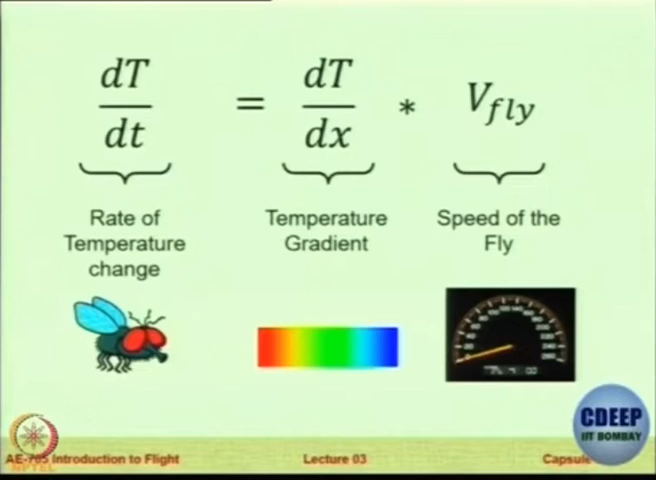 dT/dt = dT/dx * V_fly
Rate of
Temperature
change
Temperature
Gradient
Speed of the
Fly
CDEEP
IIT BOMBAY
Introduction to Flight
Lecture 03
NPTEL